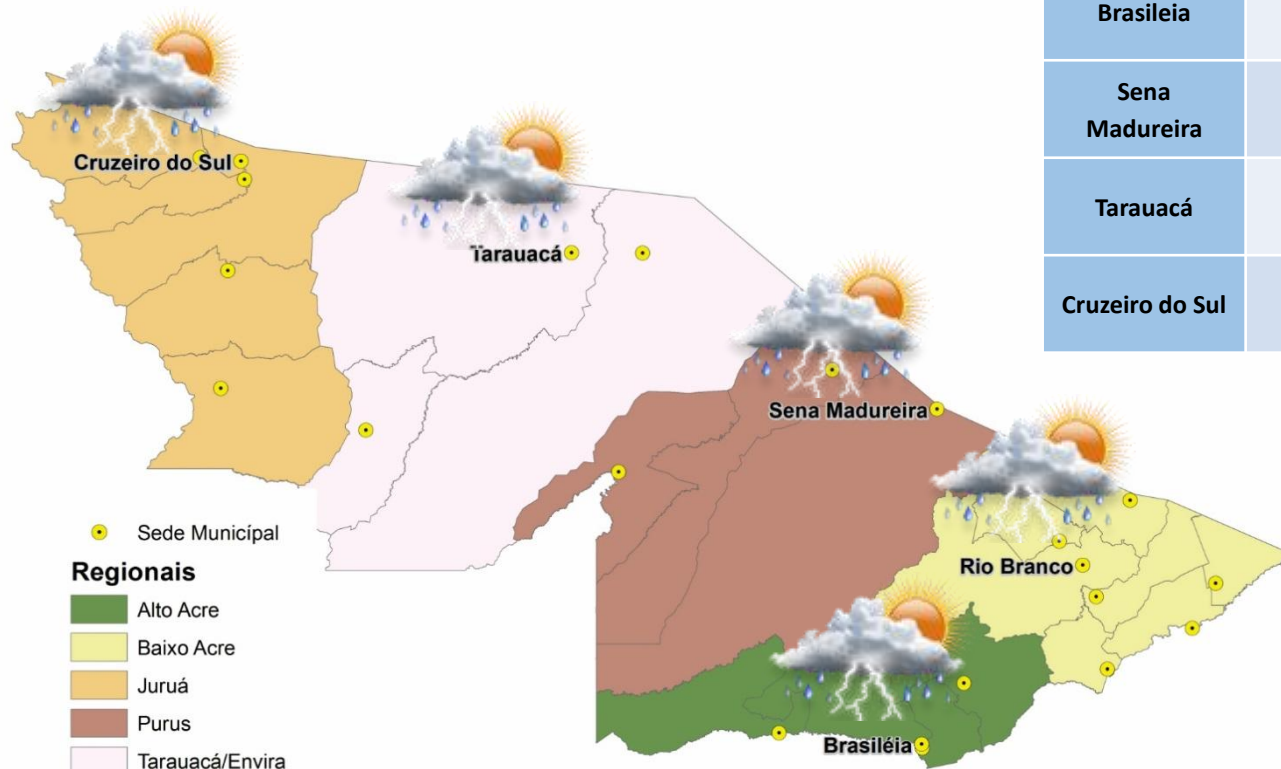 Brasileia
Sena
Madureira
Tarauacá
Cruzeiro do Sul
Cruzeiro do Sul
Tarauacá
Sena Madureira
Rio Branco
Brasiléia
Sede Municípal
Regionais
Alto Acre
Baixo Acre
Juruá
Purus
Tarauacá/Envira